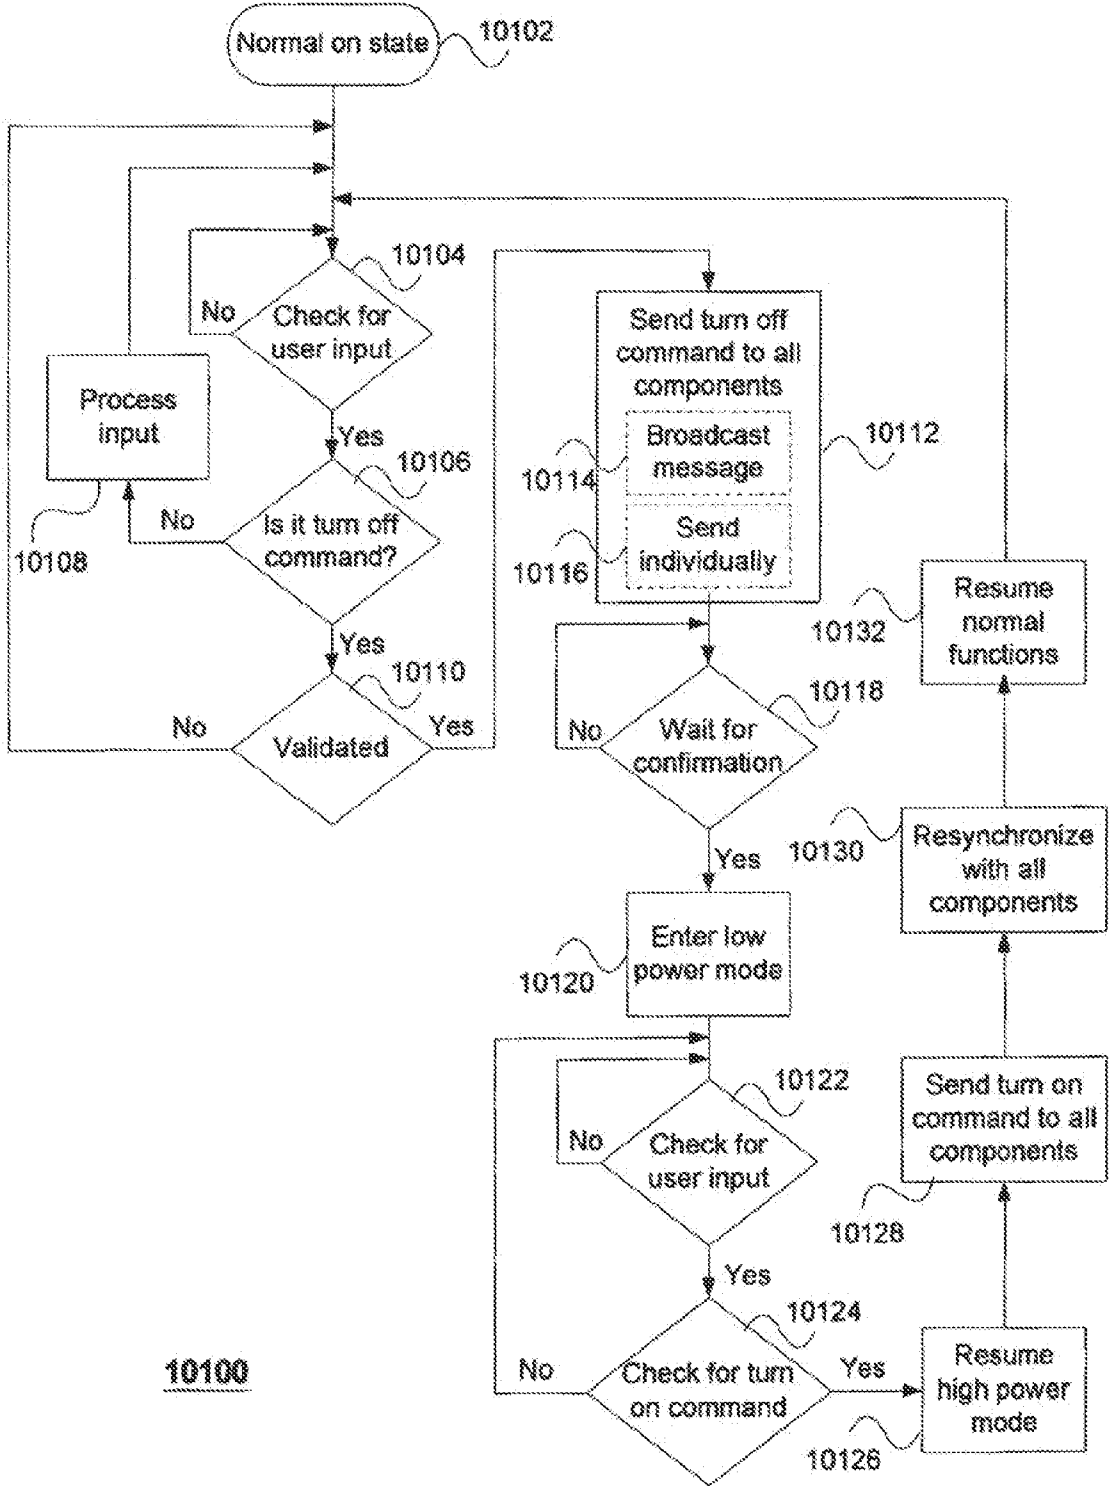 Normal on state
10102
10104
No
Check for
user input
Process
input
Yes
10106
No
Is it turn off
command?
10108
Yes
10110
No
Validated
Yes
Send turn off
command to all
components
Broadcast
message
10112
10114
Send
individually
10116
10118
No
Wait for
confirmation
Yes
Enter low
power mode
10120
10122
No
Check for
user input
Yes
10124
No
Check for turn
on command
Yes
Resume
high power
mode
10126
Send turn on
command to all
components
10128
Resynchronize
with all
components
10130
Resume
normal
functions
10132
10100